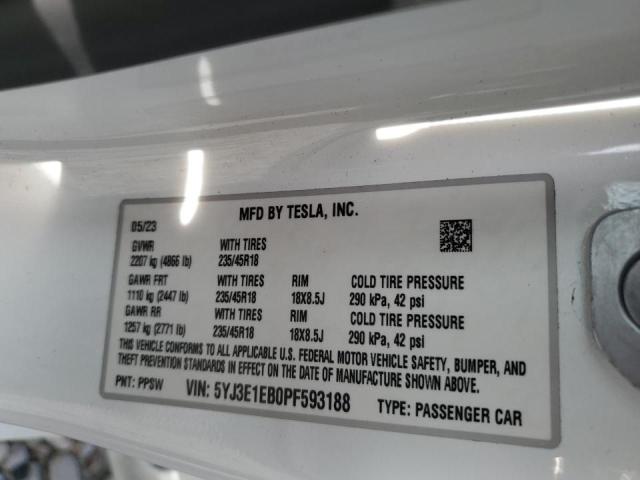 MFD BY TESLA, INC.
05/23
GVWR WITH TIRES
2207 kg (4866 lb) 235/45R18
GAWR FRT WITH TIRES RIM COLD TIRE PRESSURE
1110 kg (2447 lb) 235/45R18 18X8.5J 290 kPa, 42 psi
GAWR RR WITH TIRES RIM COLD TIRE PRESSURE
1257 kg (2771 lb) 235/45R18 18X8.5J 290 kPa, 42 psi
THIS VEHICLE CONFORMS TO ALL APPLICABLE U.S. FEDERAL MOTOR VEHICLE SAFETY, BUMPER, AND
THEFT PREVENTION STANDARDS IN EFFECT ON THE DATE OF MANUFACTURE SHOWN ABOVE.
PNT: PPSW VIN: 5YJ3E1EB0PF593188 TYPE: PASSENGER CAR